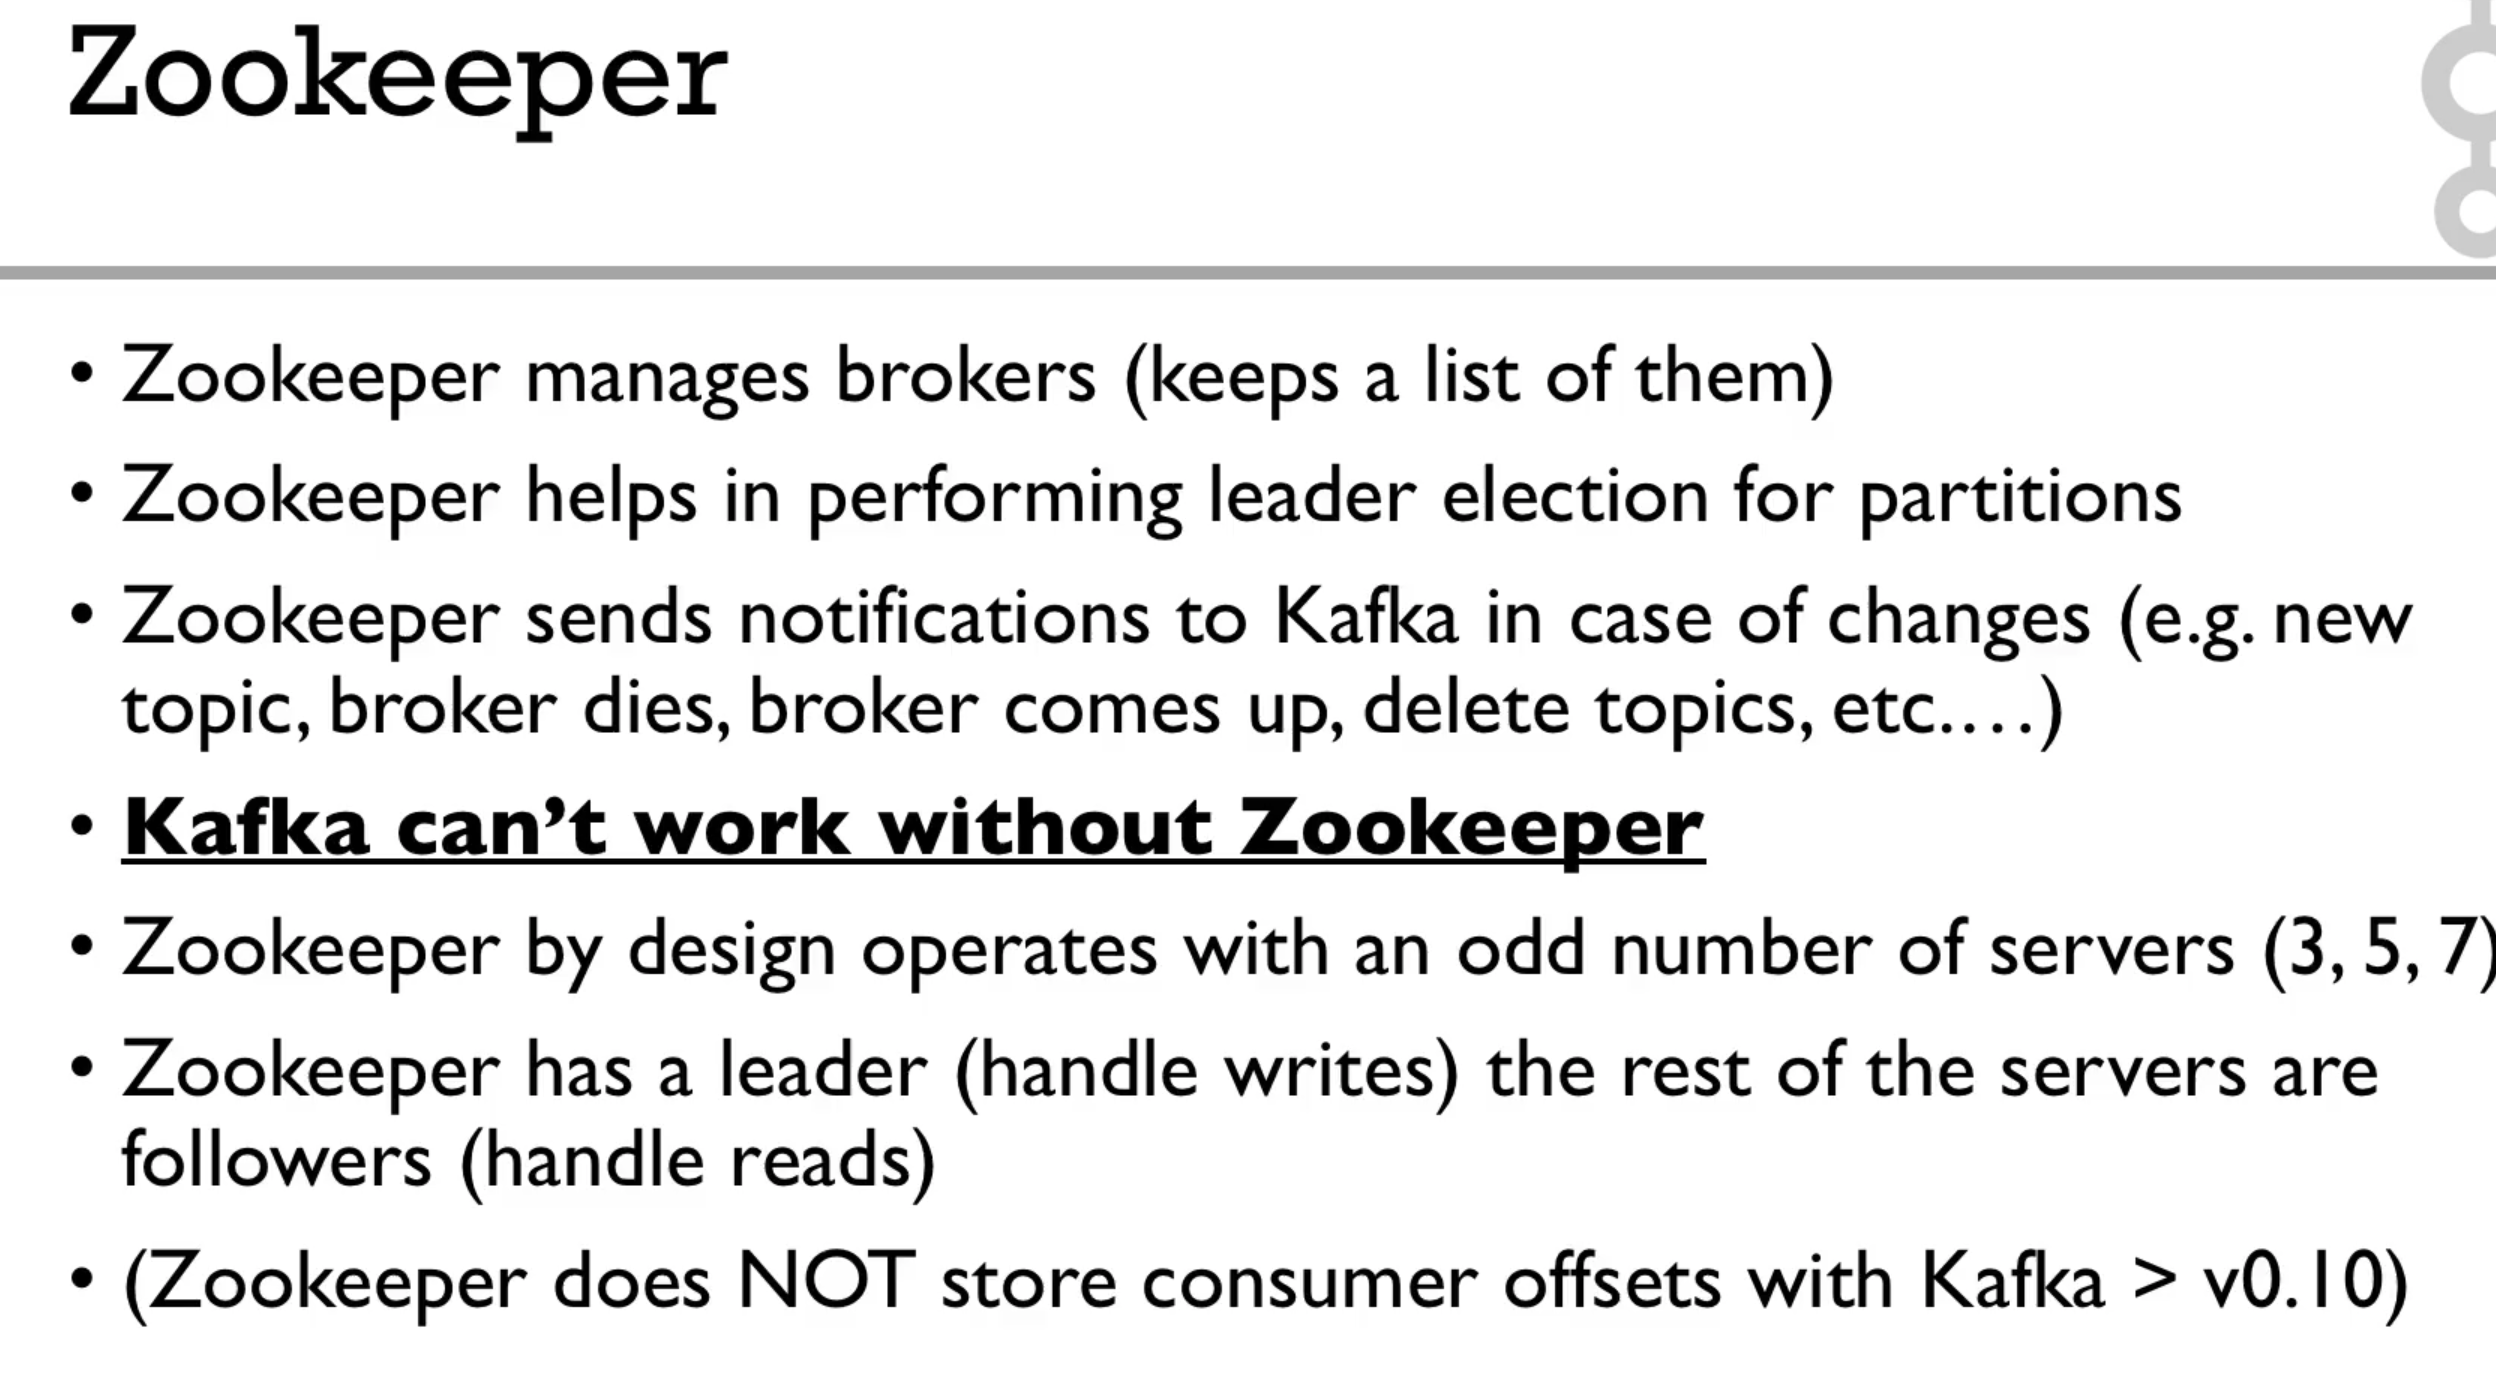 Zookeeper
• Zookeeper manages brokers (keeps a list of them)
• Zookeeper helps in performing leader election for partitions
• Zookeeper sends notifications to Kafka in case of changes (e.g. new
topic, broker dies, broker comes up, delete topics, etc….)
• Kafka can’t work without Zookeeper
• Zookeeper by design operates with an odd number of servers (3, 5, 7)
• Zookeeper has a leader (handle writes) the rest of the servers are
followers (handle reads)
• (Zookeeper does NOT store consumer offsets with Kafka > v0.10)